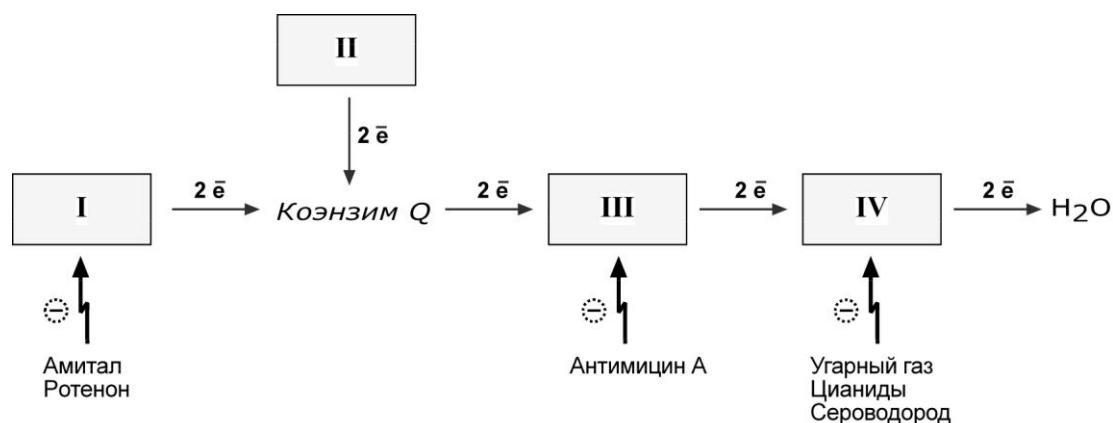 II
2 ē
I
2 ē
Коэнзим Q
2 ē
III
2 ē
IV
2 ē
H₂O
Амитал
Ротенон
Антимицин А
Угарный газ
Цианиды
Сероводород